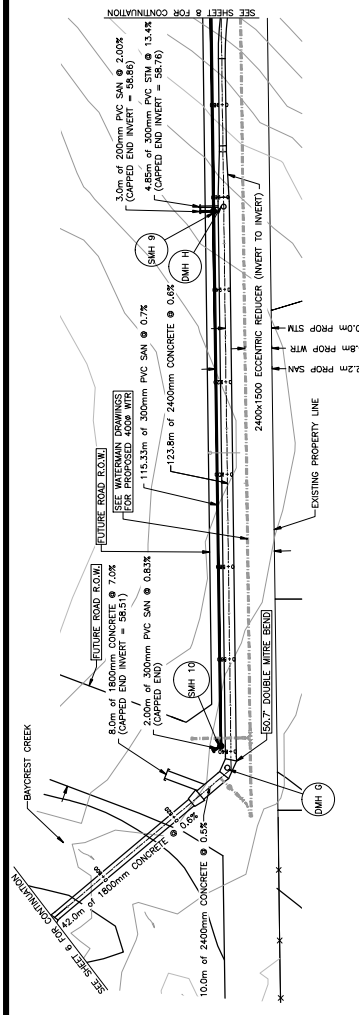 SEE SHEET 6 FOR CONTINUATION
BAYCREST CREEK
42.0m of 1800mm CONCRETE @ 0.6%
FUTURE ROAD R.O.W.
8.0m of 1800mm CONCRETE @ 7.0%
(CAPPED END INVERT = 58.51)
2.00m of 300mm PVC SAN @ 0.83%
(CAPPED END)
SMH 10
10.0m of 2400mm CONCRETE @ 0.5%
DMH G
50.7° DOUBLE MITRE BEND
FUTURE ROAD R.O.W.
SEE WATERMAIN DRAWINGS
FOR PROPOSED 400Ø WTR
115.33m of 300mm PVC SAN @ 0.7%
123.8m of 2400mm CONCRETE @ 0.6%
EXISTING PROPERTY LINE
2.2m PROP SAN
.8m PROP WTR
0.0m PROP STM
2400x1500 ECCENTRIC REDUCER (INVERT TO INVERT)
SMH 9
DMH H
3.0m of 200mm PVC SAN @ 2.00%
(CAPPED END INVERT = 58.86)
4.85m of 300mm PVC STM @ 13.4%
(CAPPED END INVERT = 58.76)
SEE SHEET 8 FOR CONTINUATION